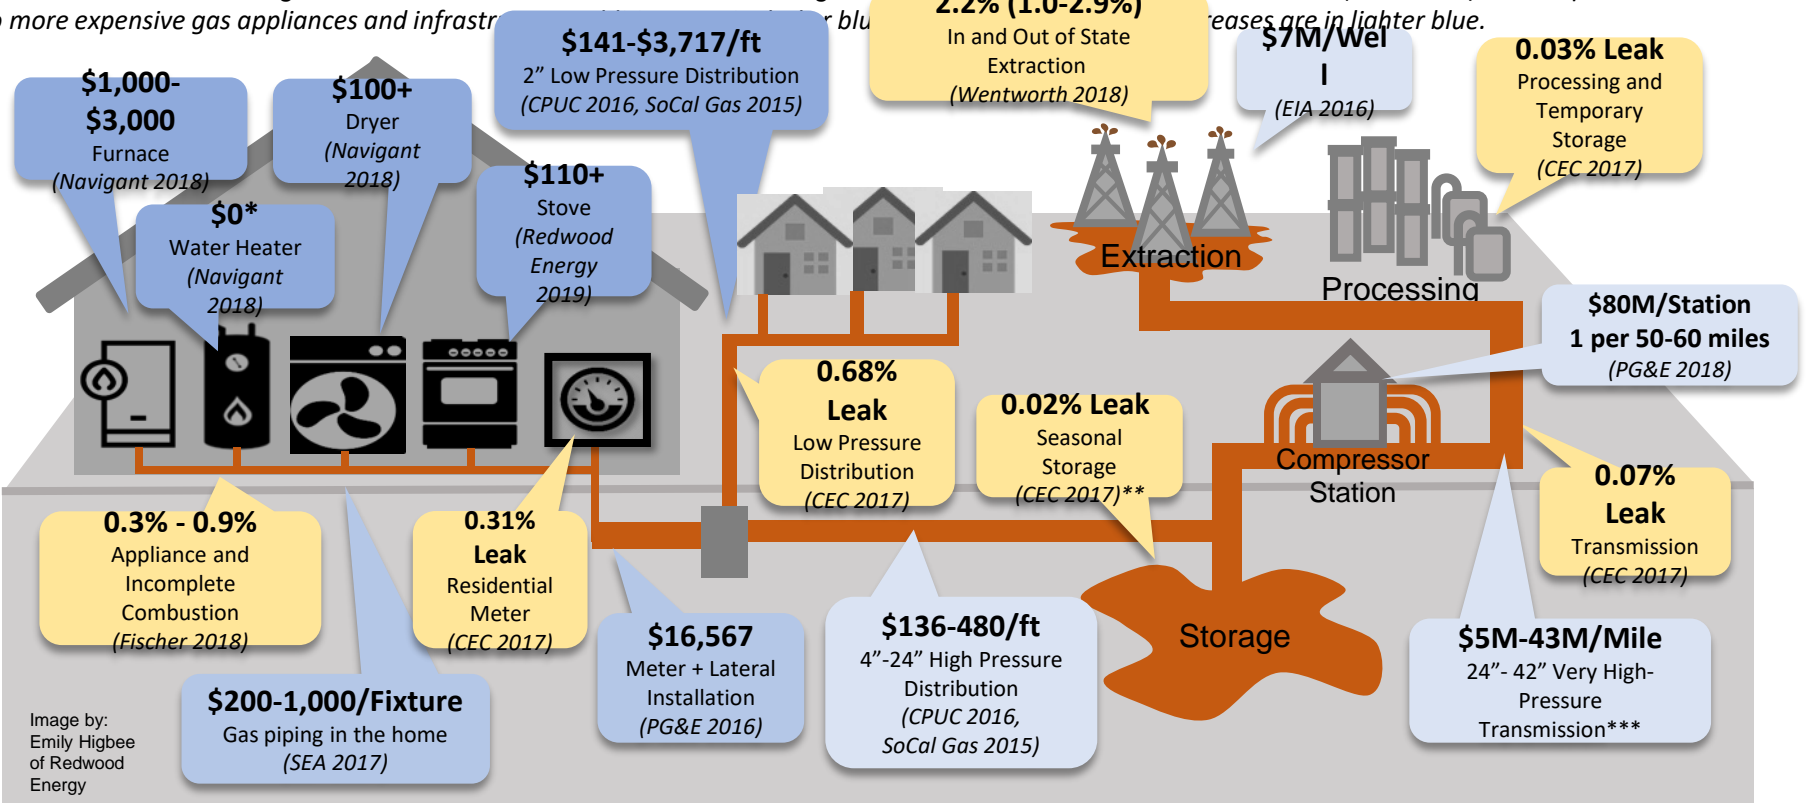 more expensive gas appliances and infrastr
blu
reases are in lighter blue.
$141-$3,717/ft
2” Low Pressure Distribution
(CPUC 2016, SoCal Gas 2015)
2.2% (1.0-2.9%)
In and Out of State
Extraction
(Wentworth 2018)
$7M/Wel
l
(EIA 2016)
0.03% Leak
Processing and
Temporary
Storage
(CEC 2017)
$1,000-
$3,000
Furnace
(Navigant 2018)
$100+
Dryer
(Navigant
2018)
$0*
Water Heater
(Navigant
2018)
$110+
Stove
(Redwood
Energy
2019)
Extraction
Processing
$80M/Station
1 per 50-60 miles
(PG&E 2018)
0.68%
Leak
Low Pressure
Distribution
(CEC 2017)
0.02% Leak
Seasonal
Storage
(CEC 2017)**
Compressor
Station
0.07%
Leak
Transmission
(CEC 2017)
0.3% - 0.9%
Appliance and
Incomplete
Combustion
(Fischer 2018)
0.31%
Leak
Residential
Meter
(CEC 2017)
$16,567
Meter + Lateral
Installation
(PG&E 2016)
$136-480/ft
4”-24” High Pressure
Distribution
(CPUC 2016,
SoCal Gas 2015)
Storage
$5M-43M/Mile
24”- 42” Very High-
Pressure
Transmission***
$200-1,000/Fixture
Gas piping in the home
(SEA 2017)
Image by:
Emily Higbee
of Redwood
Energy